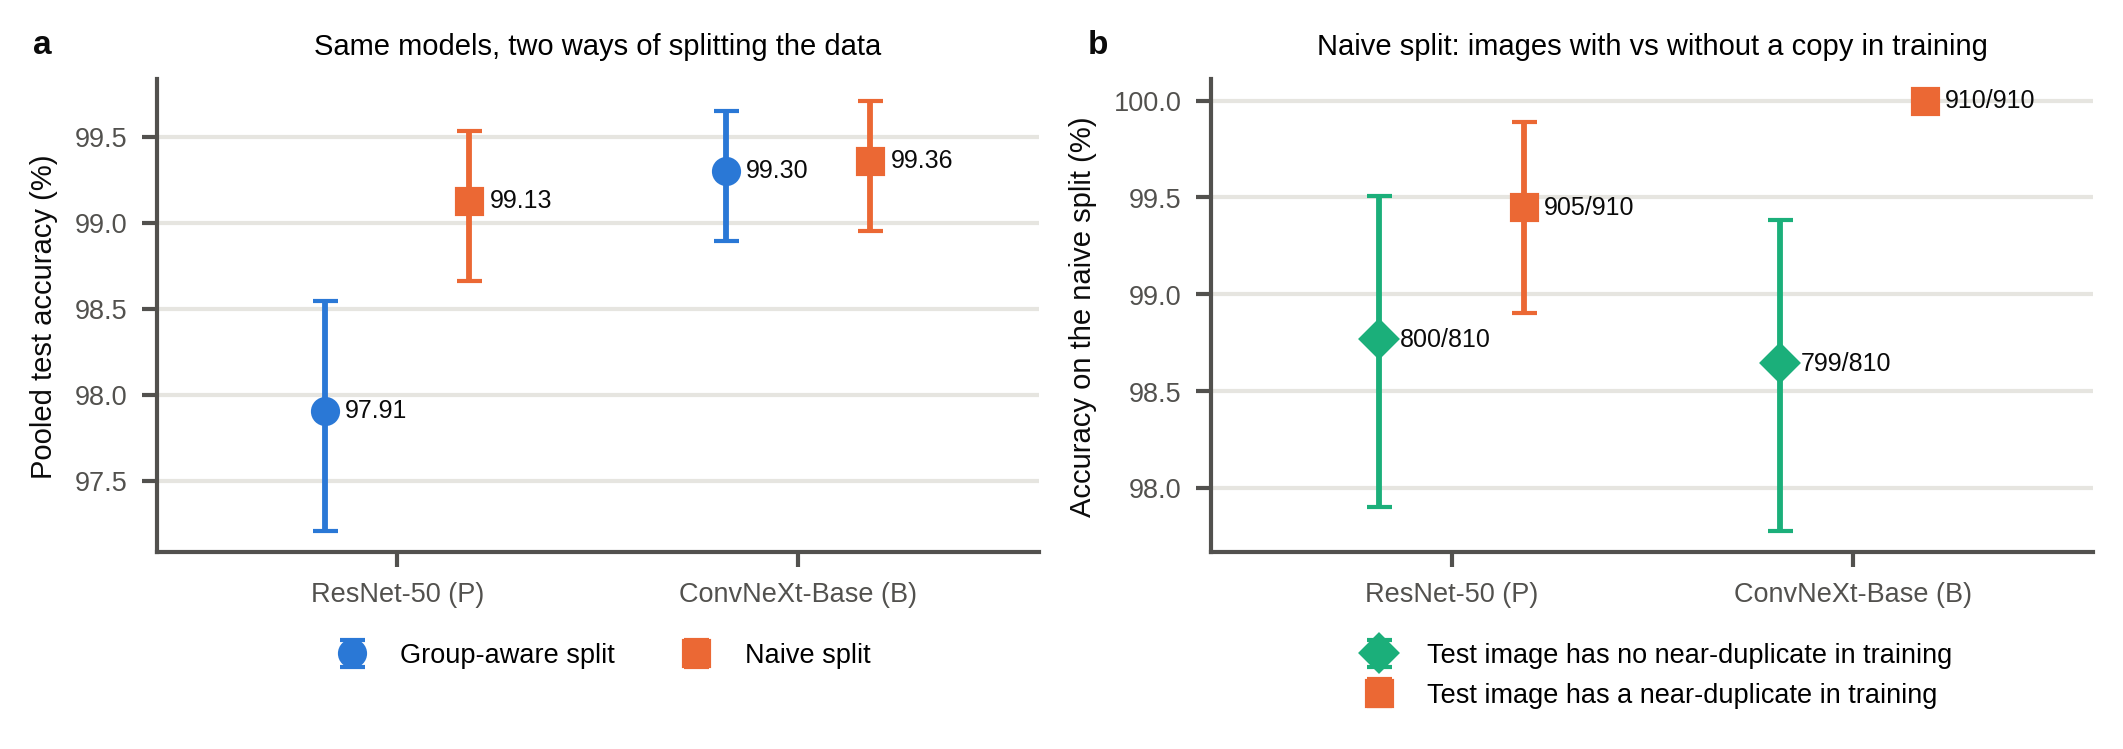 a
Same models, two ways of splitting the data
Pooled test accuracy (%)
99.5
99.0
98.5
98.0
97.5
97.91
99.13
99.30
99.36
ResNet-50 (P)
ConvNeXt-Base (B)
Group-aware split
Naive split
b
Naive split: images with vs without a copy in training
Accuracy on the naive split (%)
100.0
99.5
99.0
98.5
98.0
800/810
905/910
799/810
910/910
ResNet-50 (P)
ConvNeXt-Base (B)
Test image has no near-duplicate in training
Test image has a near-duplicate in training